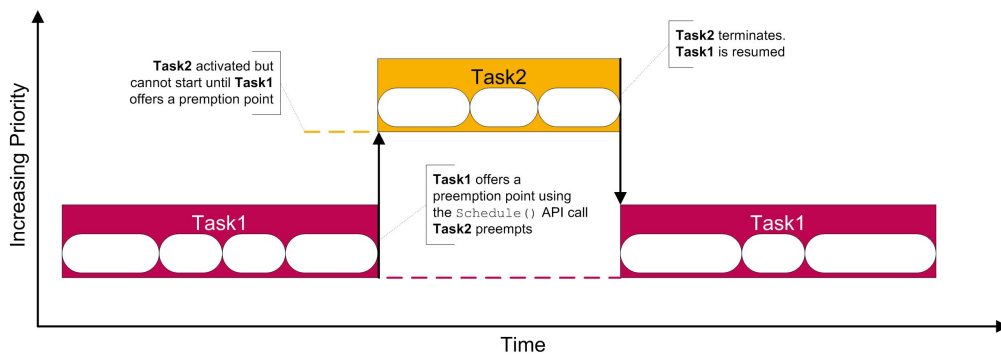 Increasing Priority
Task2 activated but
cannot start until Task1
offers a premption point
Task2
Task2 terminates.
Task1 is resumed
Task1 offers a
preemption point using
the Schedule() API call
Task2 preempts
Task1
Task1
Time